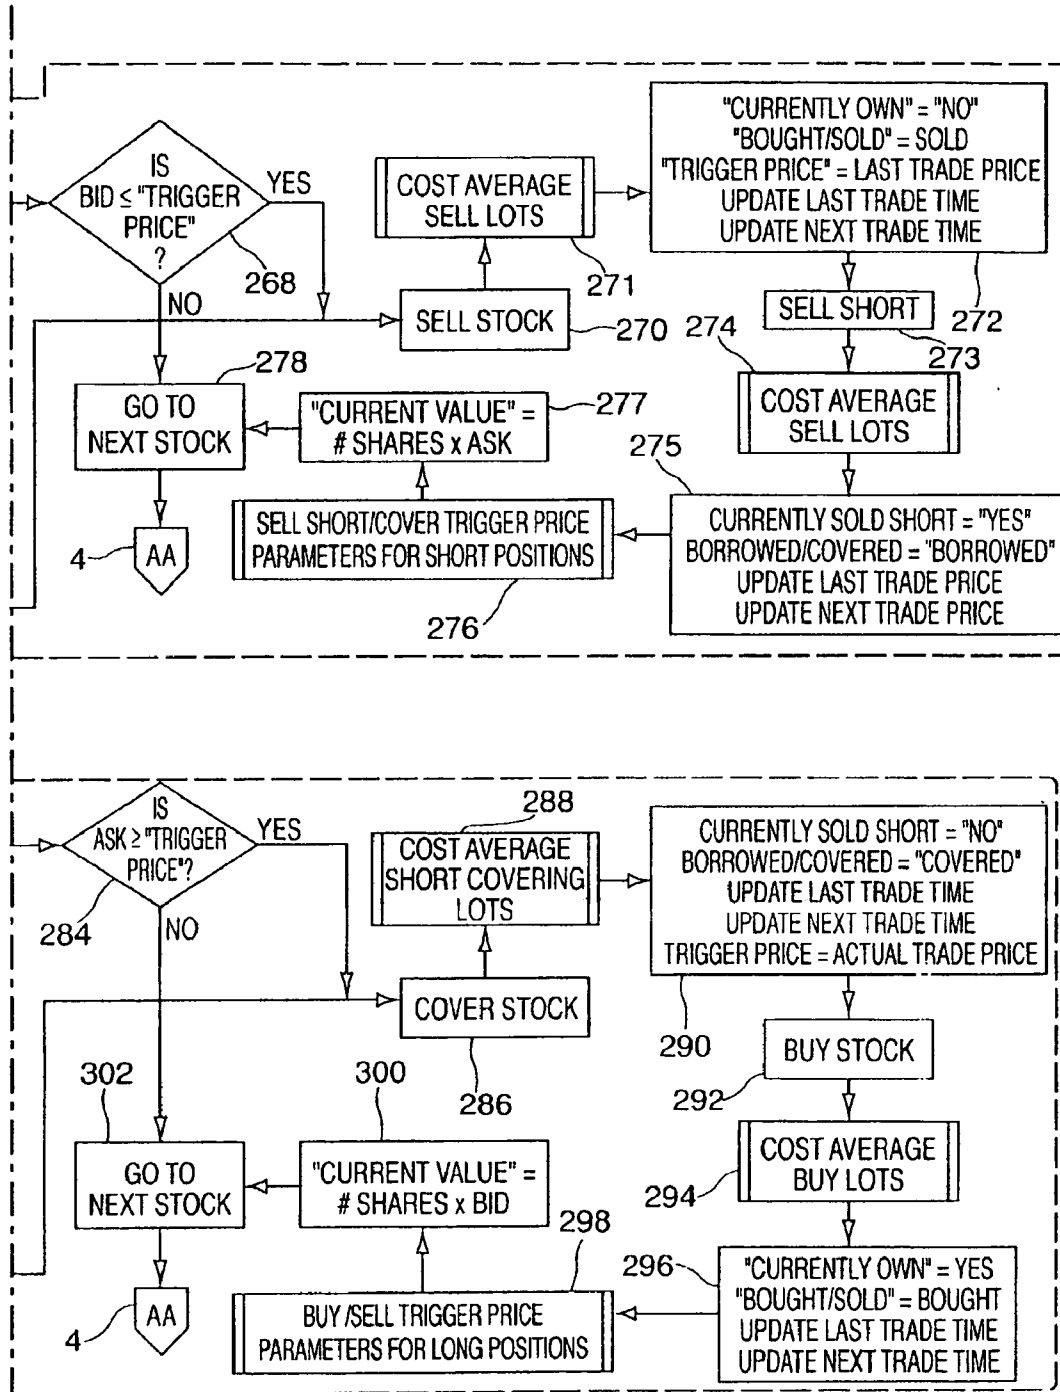 IS
BID ≤ "TRIGGER
PRICE"
?
YES
268
NO
COST AVERAGE
SELL LOTS
271
SELL STOCK
270
"CURRENTLY OWN" = "NO"
"BOUGHT/SOLD" = SOLD
"TRIGGER PRICE" = LAST TRADE PRICE
UPDATE LAST TRADE TIME
UPDATE NEXT TRADE TIME
272
SELL SHORT
273
274
COST AVERAGE
SELL LOTS
275
CURRENTLY SOLD SHORT = "YES"
BORROWED/COVERED = "BORROWED"
UPDATE LAST TRADE PRICE
UPDATE NEXT TRADE PRICE
SELL SHORT/COVER TRIGGER PRICE
PARAMETERS FOR SHORT POSITIONS
276
"CURRENT VALUE" =
# SHARES x ASK
277
278
GO TO
NEXT STOCK
4
AA
IS
ASK ≥ "TRIGGER
PRICE"?
YES
284
NO
288
COST AVERAGE
SHORT COVERING
LOTS
COVER STOCK
286
CURRENTLY SOLD SHORT = "NO"
BORROWED/COVERED = "COVERED"
UPDATE LAST TRADE TIME
UPDATE NEXT TRADE TIME
TRIGGER PRICE = ACTUAL TRADE PRICE
290
BUY STOCK
292
COST AVERAGE
BUY LOTS
294
296
"CURRENTLY OWN" = YES
"BOUGHT/SOLD" = BOUGHT
UPDATE LAST TRADE TIME
UPDATE NEXT TRADE TIME
298
BUY/SELL TRIGGER PRICE
PARAMETERS FOR LONG POSITIONS
300
"CURRENT VALUE" =
# SHARES x BID
302
GO TO
NEXT STOCK
4
AA